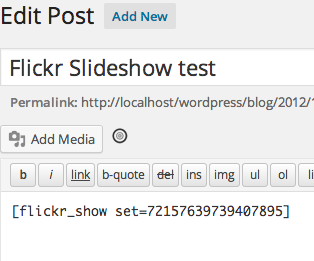 Edit Post Add New
Flickr Slideshow test
Permalink: http://localhost/wordpress/blog/2012/
Add Media
b i link b-quote del ins img ul ol
[flickr_show set=72157639739407895]